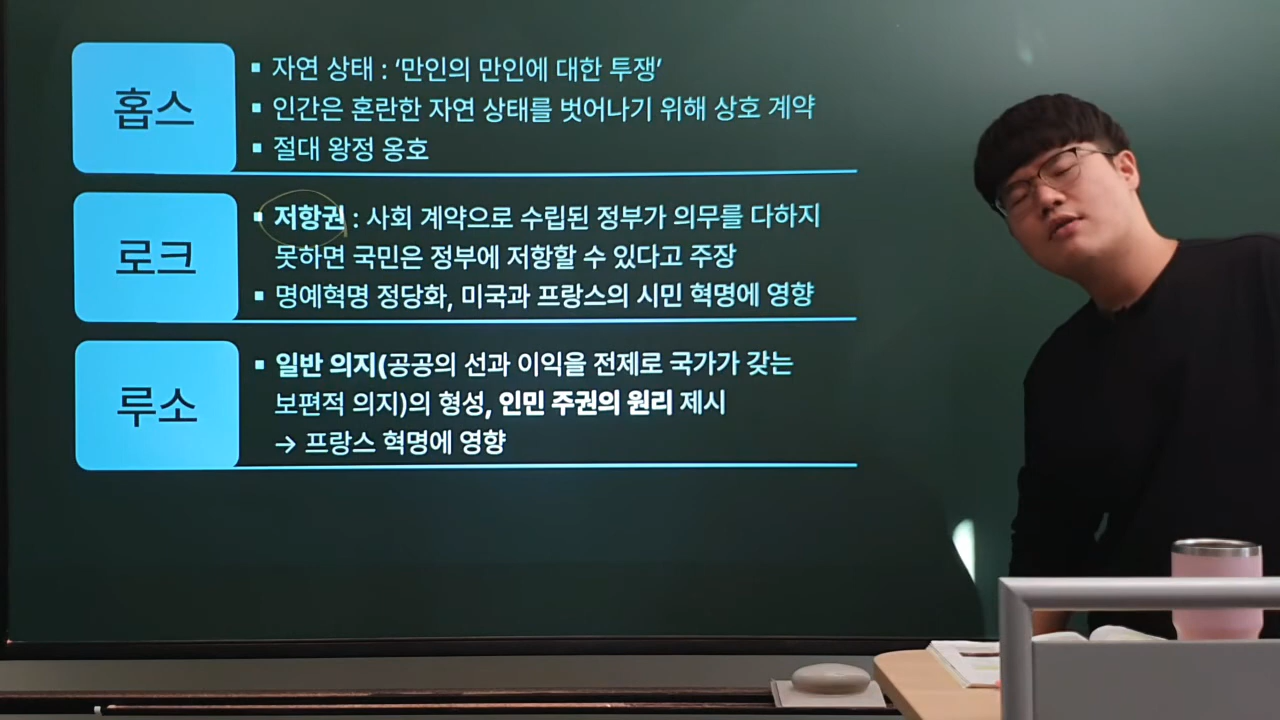 홉스
▪ 자연 상태 : ‘만인의 만인에 대한 투쟁’
▪ 인간은 혼란한 자연 상태를 벗어나기 위해 상호 계약
▪ 절대 왕정 옹호
로크
▪ 저항권 : 사회 계약으로 수립된 정부가 의무를 다하지
못하면 국민은 정부에 저항할 수 있다고 주장
▪ 명예혁명 정당화, 미국과 프랑스의 시민 혁명에 영향
루소
▪ 일반 의지(공공의 선과 이익을 전제로 국가가 갖는
보편적 의지)의 형성, 인민 주권의 원리 제시
→ 프랑스 혁명에 영향